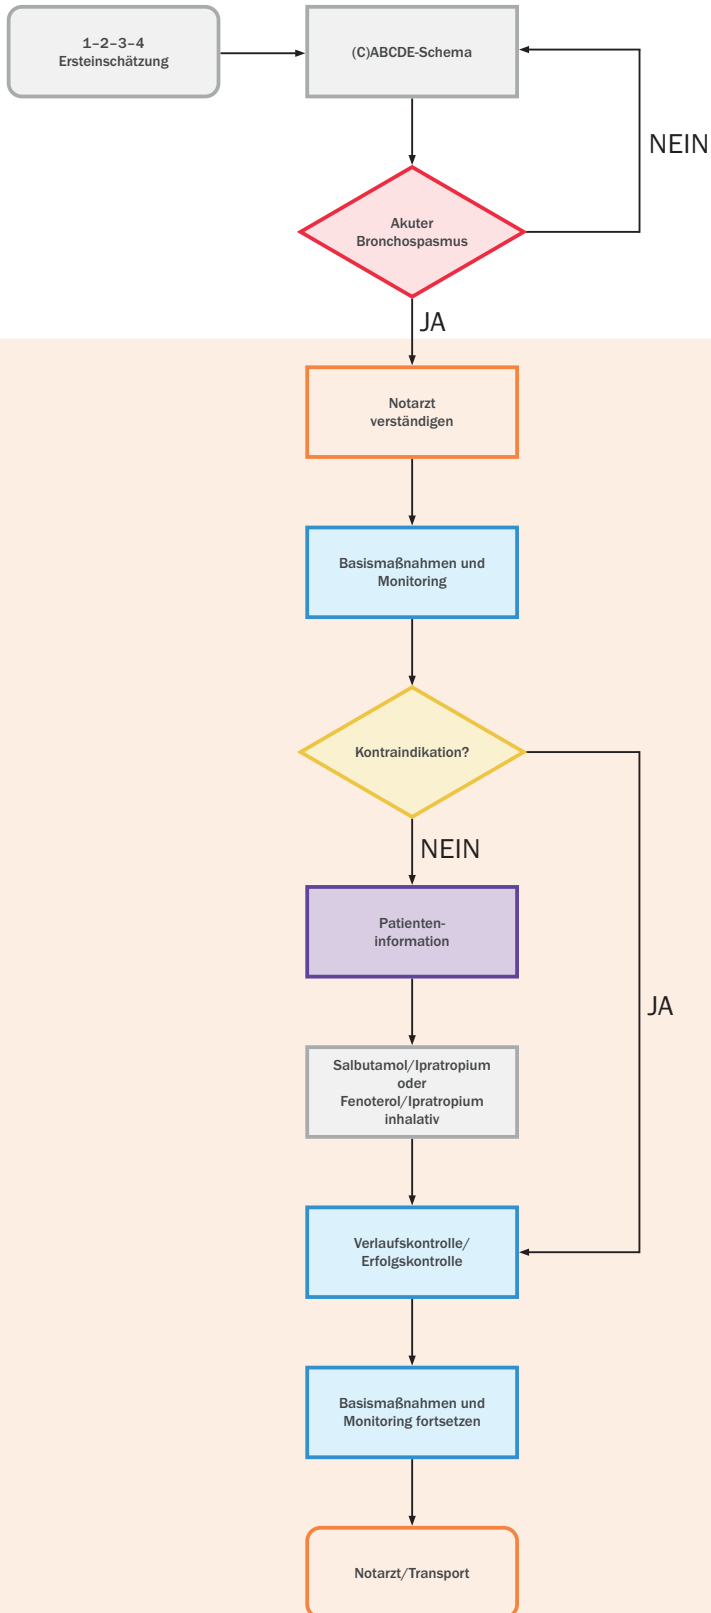 1–2–3–4
Ersteinschätzung
(C)ABCDE-Schema
NEIN
Akuter
Bronchospasmus
JA
Notarzt
verständigen
Basismaßnahmen und
Monitoring
Kontraindikation?
NEIN
Patienten-
information
JA
Salbutamol/Ipratropium
oder
Fenoterol/Ipratropium
inhalativ
Verlaufskontrolle/
Erfolgskontrolle
Basismaßnahmen und
Monitoring fortsetzen
Notarzt/Transport